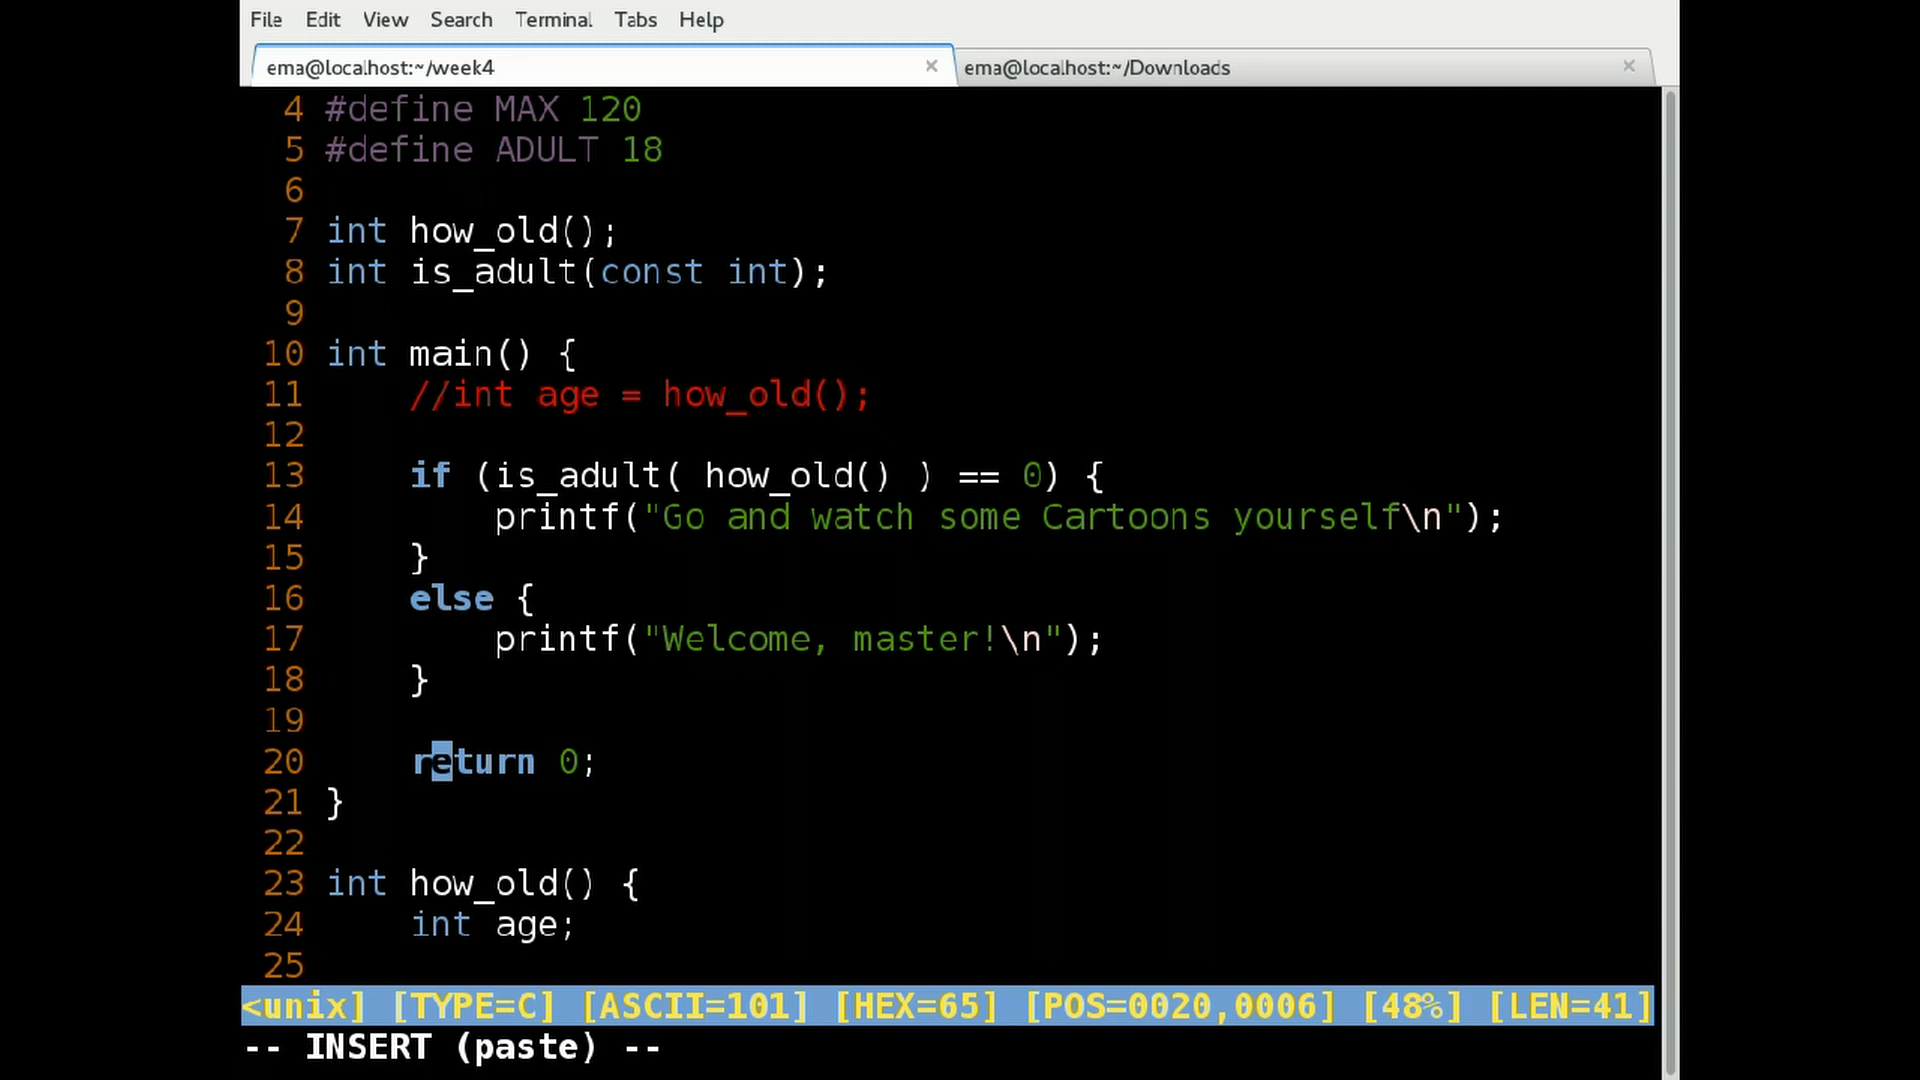 File Edit View Search Terminal Tabs Help
ema@localhost:~/week4 × ema@localhost:~/Downloads ×
4 #define MAX 120
5 #define ADULT 18
6
7 int how_old();
8 int is_adult(const int);
9
10 int main() {
11     //int age = how_old();
12
13     if (is_adult( how_old() ) == 0) {
14         printf("Go and watch some Cartoons yourself\n");
15     }
16     else {
17         printf("Welcome, master!\n");
18     }
19
20     return 0;
21 }
22
23 int how_old() {
24     int age;
25
<unix] [TYPE=C] [ASCII=101] [HEX=65] [POS=0020,0006] [48%] [LEN=41]
-- INSERT (paste) --